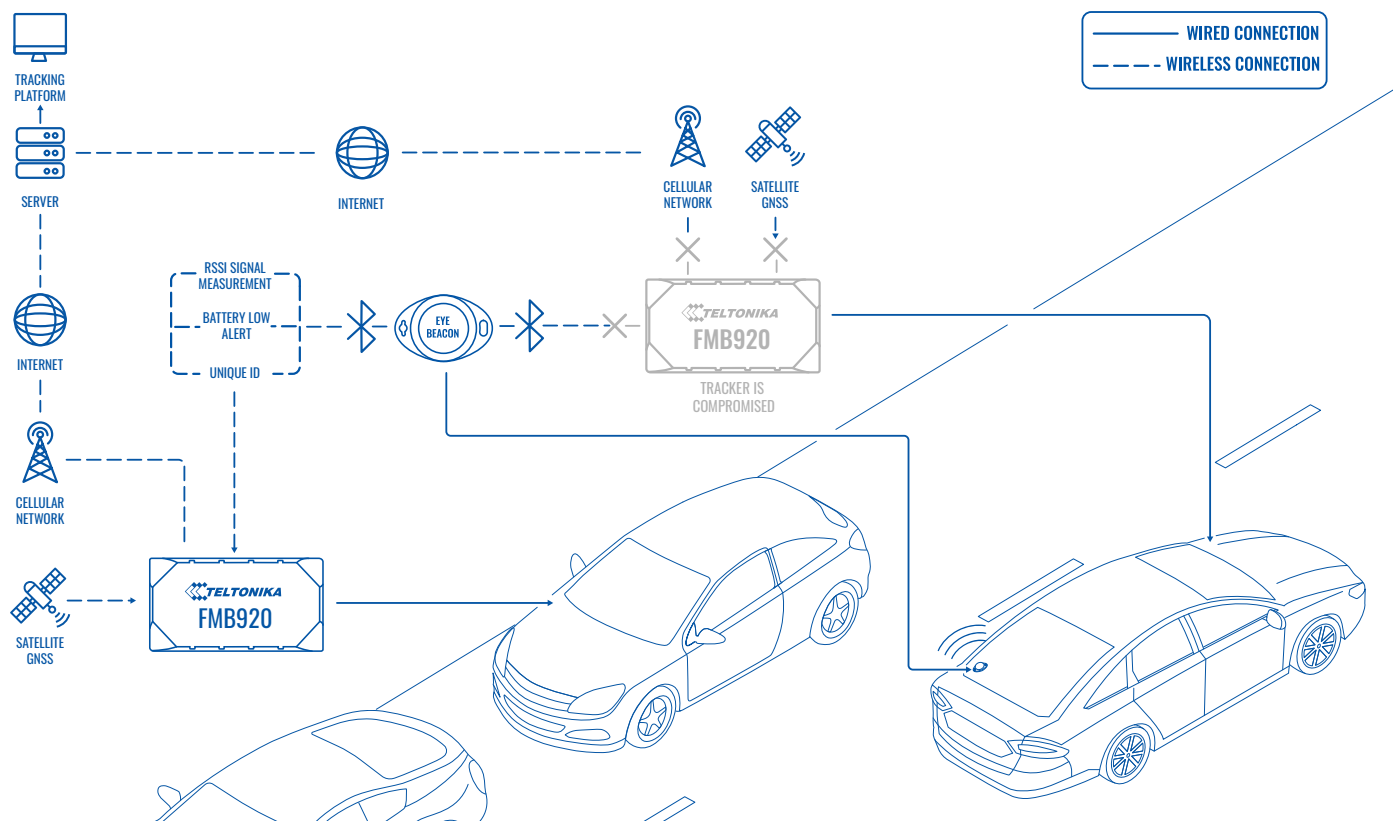 WIRED CONNECTION
WIRELESS CONNECTION
TRACKING
PLATFORM
SERVER
INTERNET
CELLULAR
NETWORK
SATELLITE
GNSS
RSSI SIGNAL
MEASUREMENT
BATTERY LOW
ALERT
UNIQUE ID
EYE
BEACON
TELTONIKA
FMB920
TRACKER IS
COMPROMISED
INTERNET
CELLULAR
NETWORK
SATELLITE
GNSS
TELTONIKA
FMB920